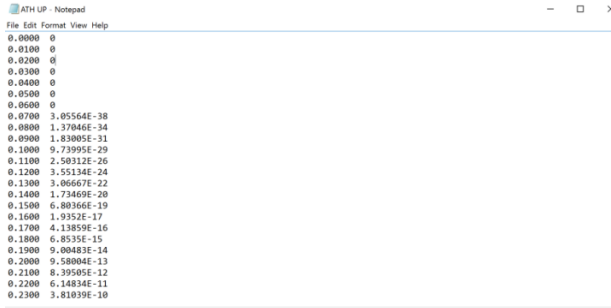 ATH UP - Notepad
File Edit Format View Help
0.0000 0
0.0100 0
0.0200 0
0.0300 0
0.0400 0
0.0500 0
0.0600 0
0.0700 3.05564E-38
0.0800 1.37046E-34
0.0900 1.83005E-31
0.1000 9.73995E-29
0.1100 2.50312E-26
0.1200 3.55134E-24
0.1300 3.06667E-22
0.1400 1.73469E-20
0.1500 6.80366E-19
0.1600 1.9352E-17
0.1700 4.13859E-16
0.1800 6.8535E-15
0.1900 9.00483E-14
0.2000 9.58004E-13
0.2100 8.39505E-12
0.2200 6.14834E-11
0.2300 3.81039E-10